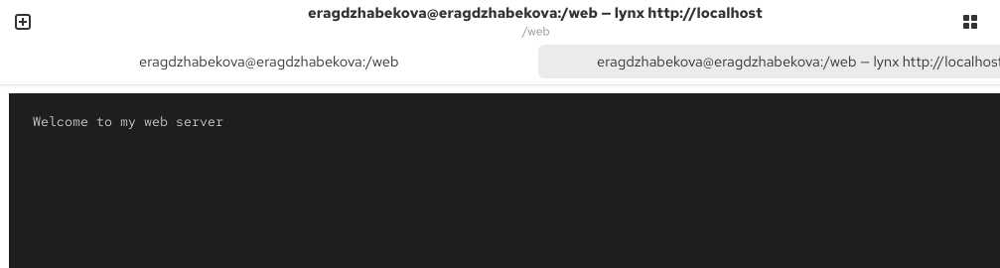 eragdzhabekova@eragdzhabekova:/web — lynx http://localhost
/web
eragdzhabekova@eragdzhabekova:/web
eragdzhabekova@eragdzhabekova:/web — lynx http://localhost
Welcome to my web server